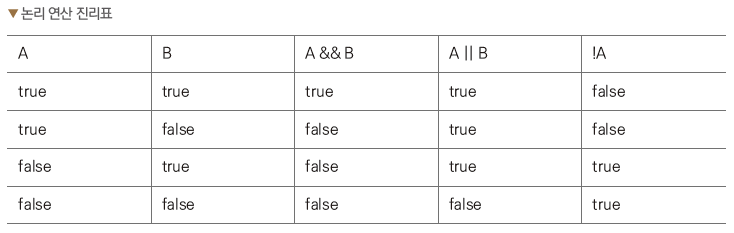 ▼논리 연산 진리표
A B A && B A || B !A
true true true true false
true false false true false
false true false true true
false false false false true